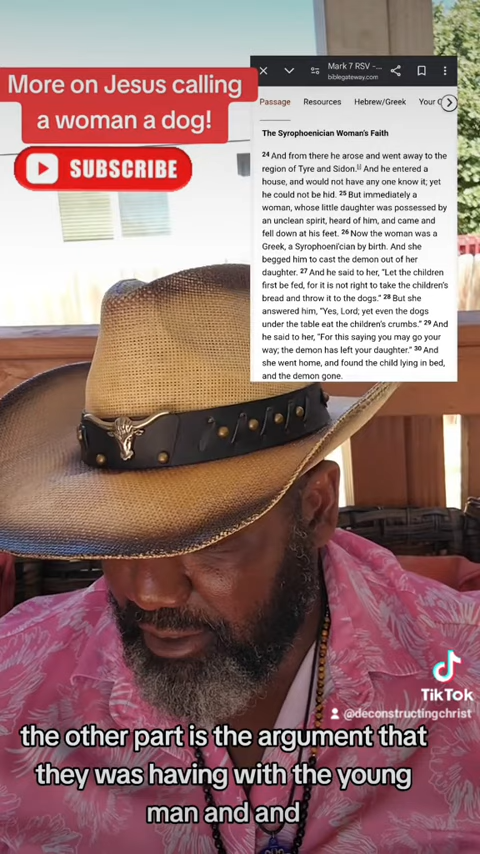 More on Jesus calling
a woman a dog!
SUBSCRIBE
Mark 7 RSV -...
biblegateway.com
Passage
Resources
Hebrew/Greek
Your C
The Syrophoenician Woman's Faith
24 And from there he arose and went away to the
region of Tyre and Sidon. And he entered a
house, and would not have any one know it; yet
he could not be hid. 25 But immediately a
woman, whose little daughter was possessed by
an unclean spirit, heard of him, and came and
fell down at his feet. 26 Now the woman was a
Greek, a Syrophoeni'cian by birth. And she
begged him to cast the demon out of her
daughter. 27 And he said to her, "Let the children
first be fed, for it is not right to take the children's
bread and throw it to the dogs." 28 But she
answered him, "Yes, Lord; yet even the dogs
under the table eat the children's crumbs." 29 And
he said to her, "For this saying you may go your
way; the demon has left your daughter." 30 And
she went home, and found the child lying in bed,
and the demon gone.
TikTok
@deconstructingchrist
the other part is the argument that
they was having with the young
man and and